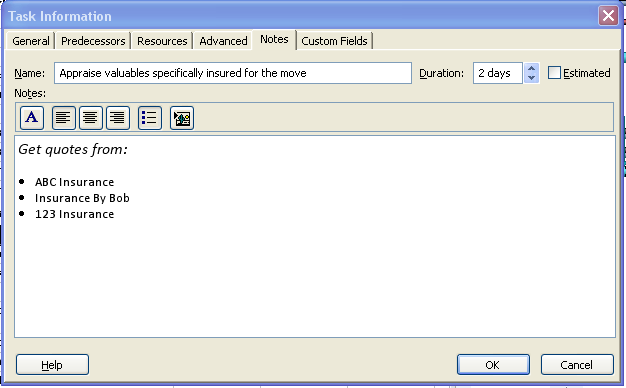 Task Information
General Predecessors Resources Advanced Notes Custom Fields
Name: Appraise valuables specifically insured for the move Duration: 2 days Estimated
Notes:
A
Get quotes from:
• ABC Insurance
• Insurance By Bob
• 123 Insurance
Help OK Cancel